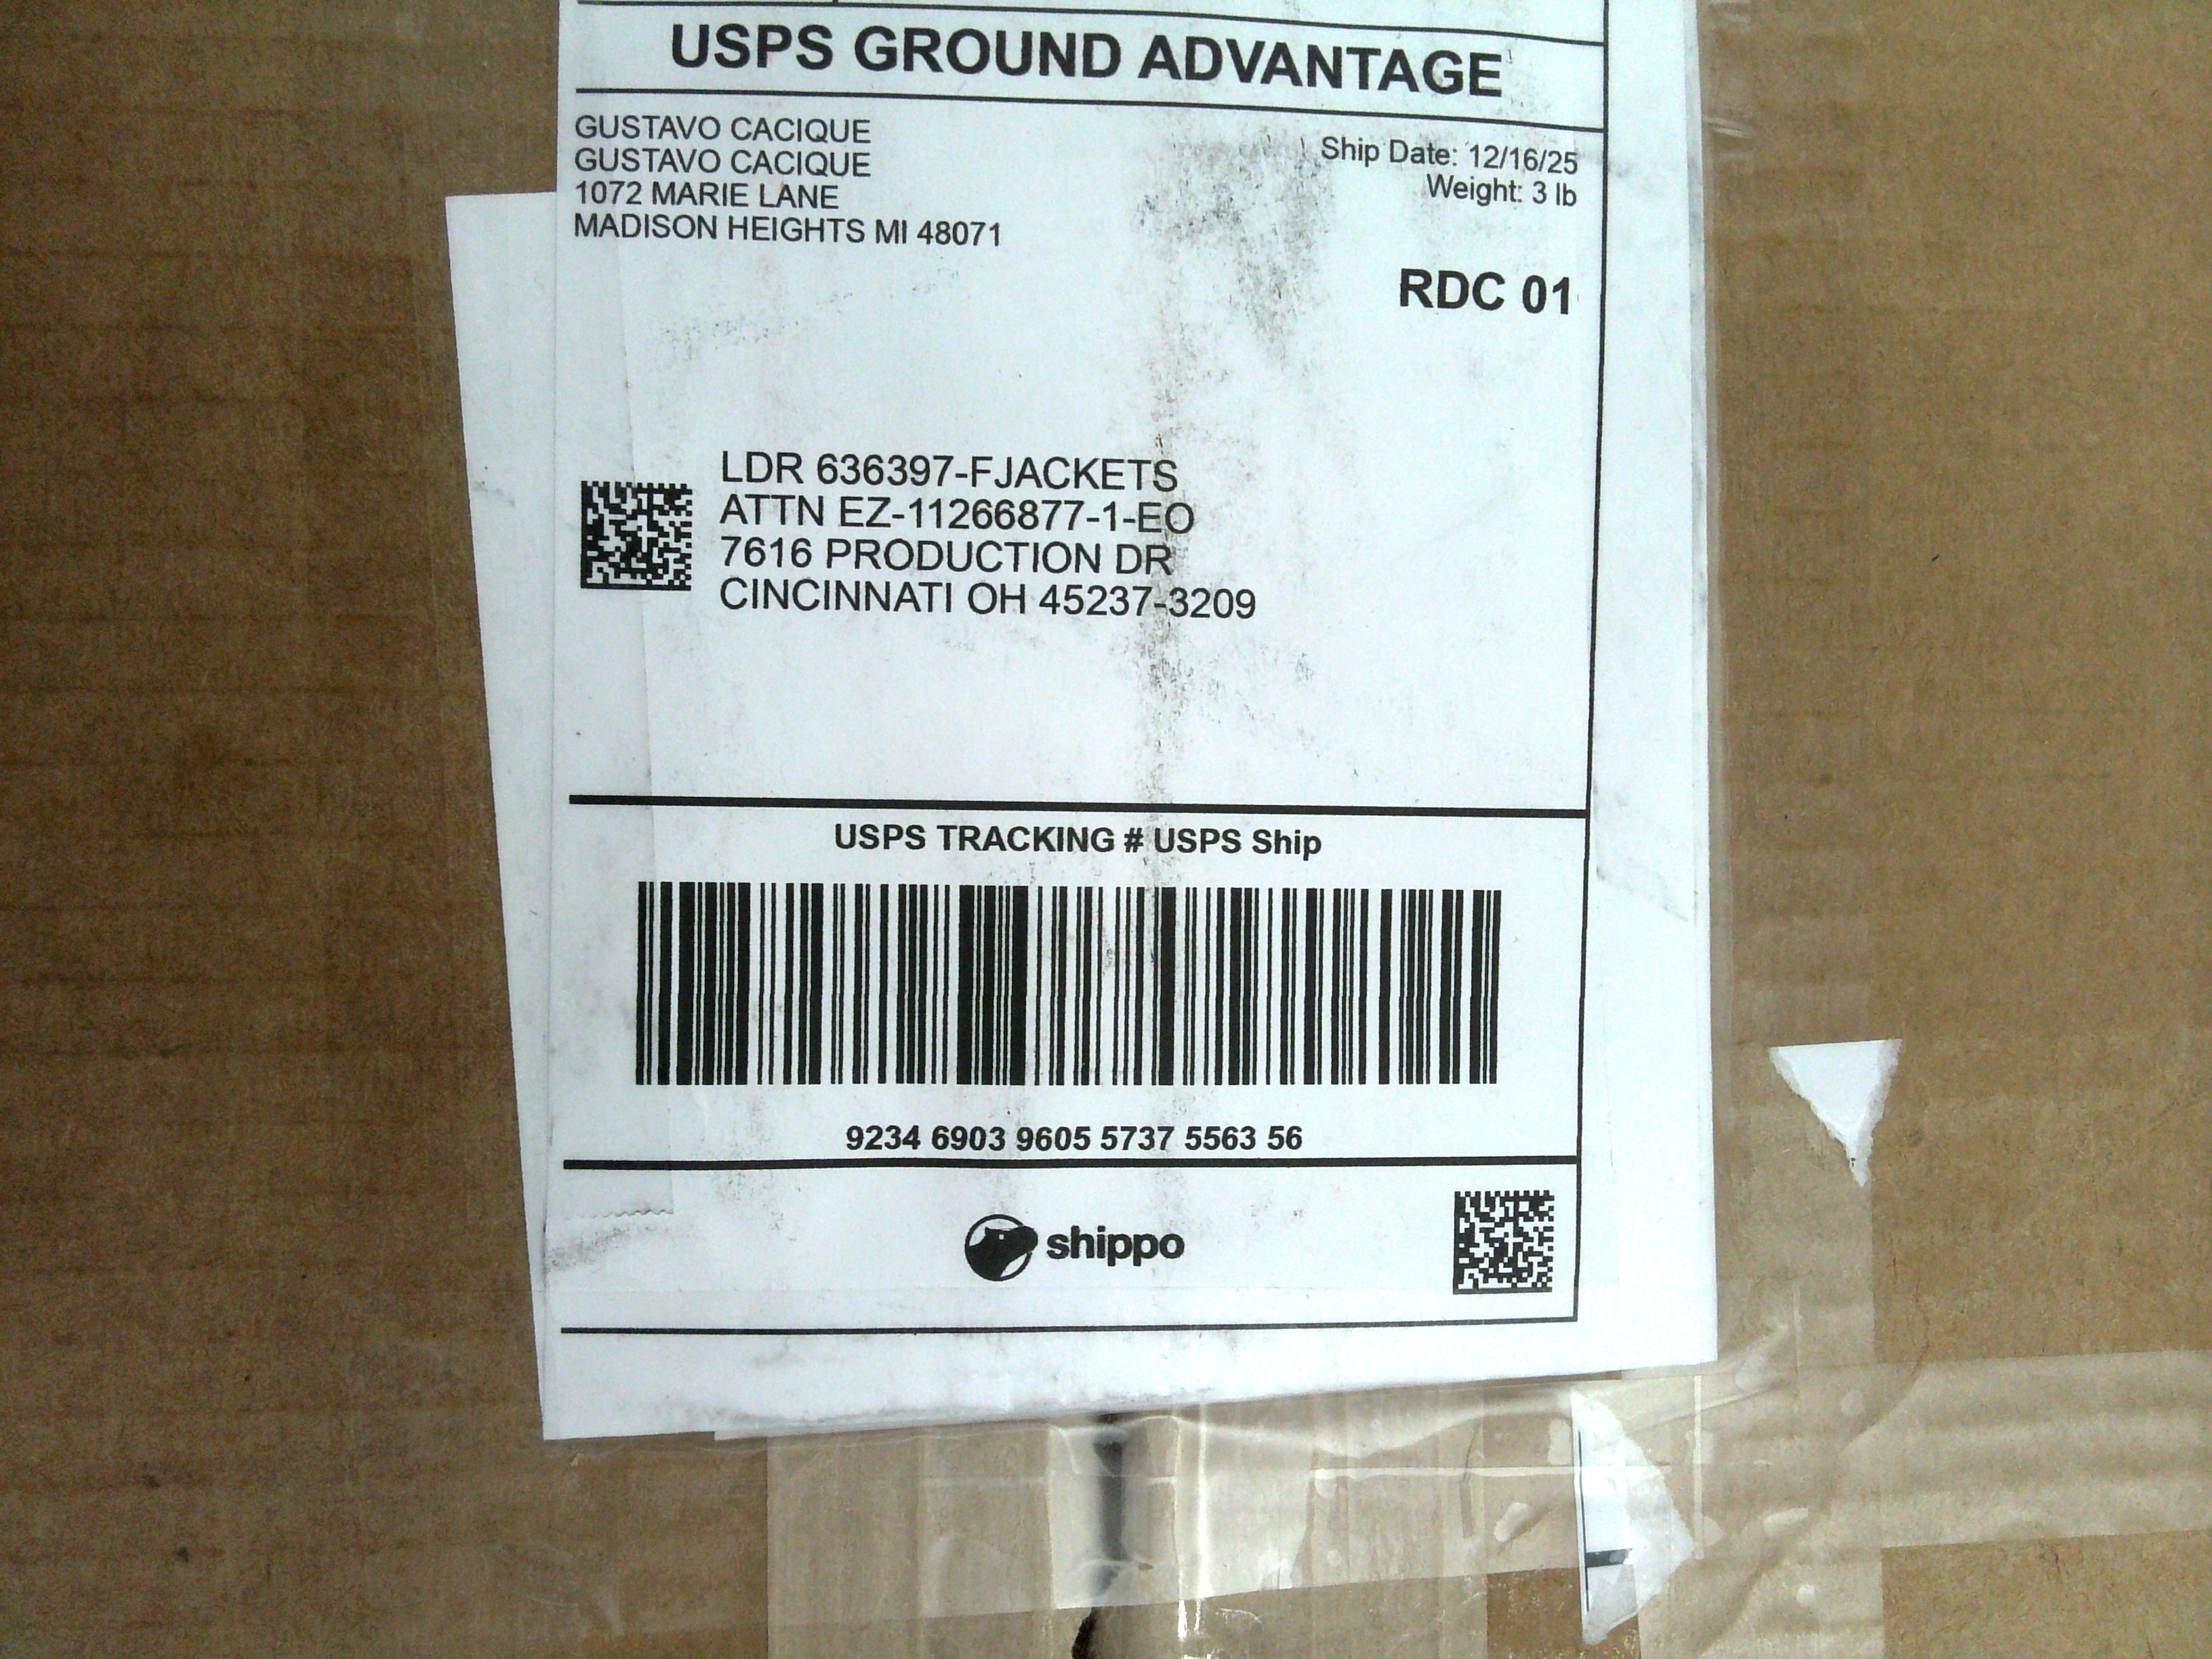 USPS GROUND ADVANTAGE
GUSTAVO CACIQUE
GUSTAVO CACIQUE
1072 MARIE LANE
MADISON HEIGHTS MI 48071
Ship Date: 12/16/25
Weight: 3 lb
RDC 01
LDR 636397-FJACKETS
ATTN EZ-11266877-1-EO
7616 PRODUCTION DR
CINCINNATI OH 45237-3209
USPS TRACKING # USPS Ship
9234 6903 9605 5737 5563 56
shippo